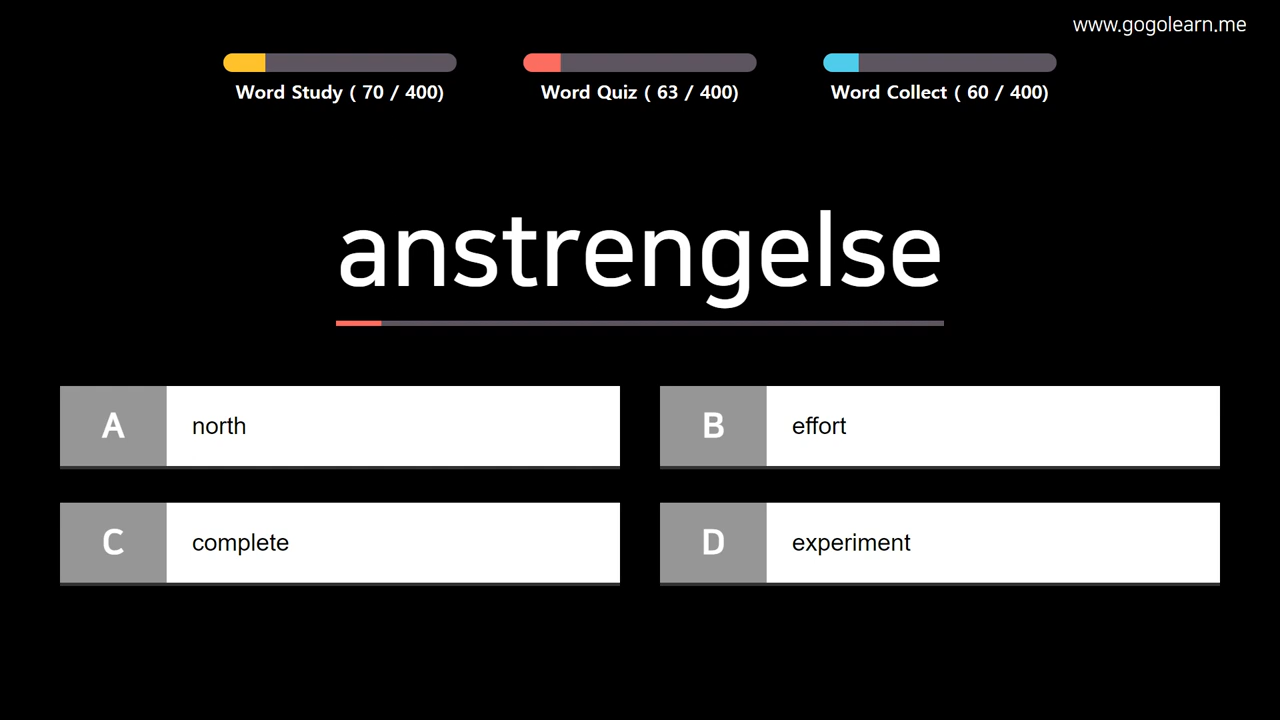 www.gogolearn.me
Word Study ( 70 / 400)
Word Quiz ( 63 / 400)
Word Collect ( 60 / 400)
anstrengelse
A north
B effort
C complete
D experiment